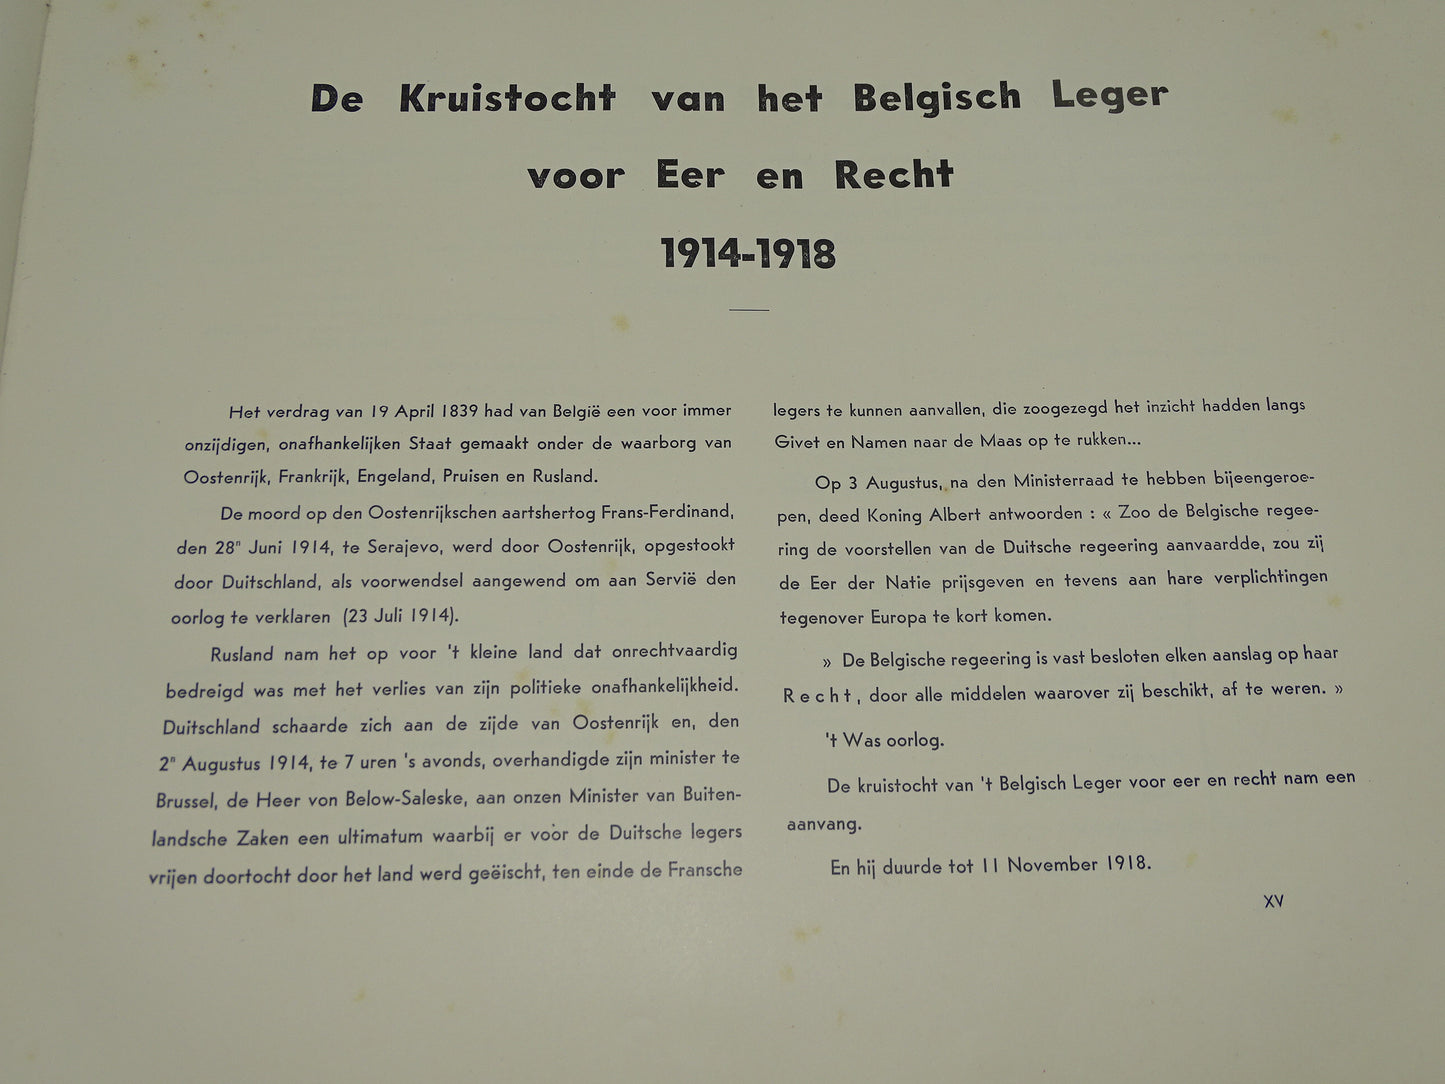 De Kruistocht van het Belgisch Leger
voor Eer en Recht
1914-1918
Het verdrag van 19 April 1839 had van België een voor immer
onzijdigen, onafhankelijken Staat gemaakt onder de waarborg van
Oostenrijk, Frankrijk, Engeland, Pruisen en Rusland.
De moord op den Oostenrijkschen aartshertog Frans-Ferdinand,
den 28ⁿ Juni 1914, te Serajevo, werd door Oostenrijk, opgestookt
door Duitschland, als voorwendsel aangewend om aan Servië den
oorlog te verklaren (23 Juli 1914).
Rusland nam het op voor 't kleine land dat onrechtvaardig
bedreigd was met het verlies van zijn politieke onafhankelijkheid.
Duitschland schaarde zich aan de zijde van Oostenrijk en, den
2ⁿ Augustus 1914, te 7 uren 's avonds, overhandigde zijn minister te
Brussel, de Heer von Below-Saleske, aan onzen Minister van Buiten-
landsche Zaken een ultimatum waarbij er voor de Duitsche legers
vrijen doortocht door het land werd geëischt, ten einde de Fransche
legers te kunnen aanvallen, die zoogezegd het inzicht hadden langs
Givet en Namen naar de Maas op te rukken...
Op 3 Augustus, na den Ministerraad te hebben bijeengeroe-
pen, deed Koning Albert antwoorden : « Zoo de Belgische regee-
ring de voorstellen van de Duitsche regeering aanvaardde, zou zij
de Eer der Natie prijsgeven en tevens aan hare verplichtingen
tegenover Europa te kort komen.
» De Belgische regeering is vast besloten elken aanslag op haar
Recht, door alle middelen waarover zij beschikt, af te weren. »
't Was oorlog.
De kruistocht van 't Belgisch Leger voor eer en recht nam een
aanvang.
En hij duurde tot 11 November 1918.
XV